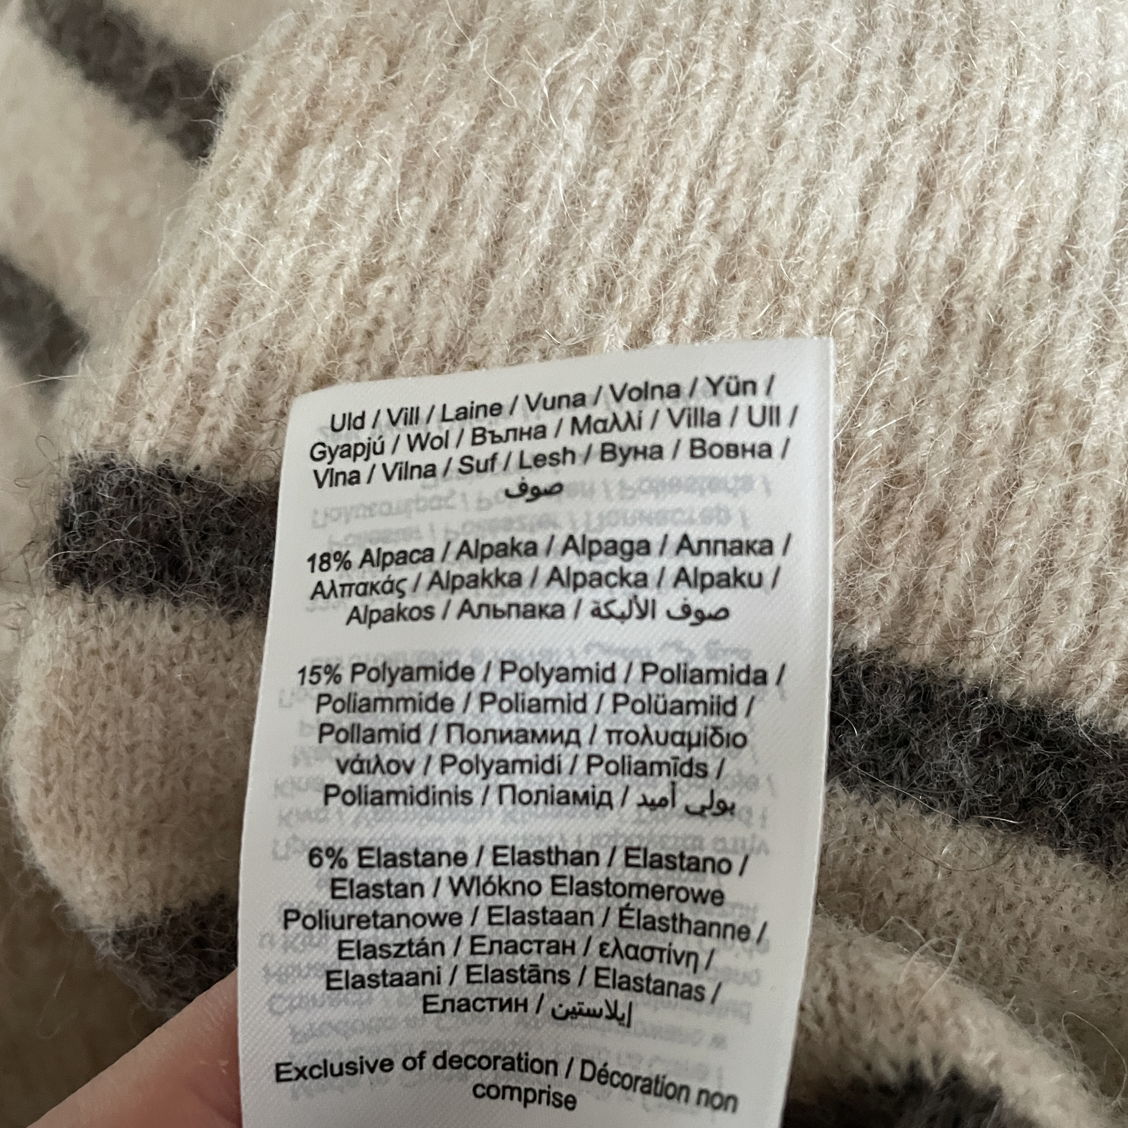 Uld / Vill / Laine / Vuna / Volna / Yün /
Gyapjú / Wol / Вълна / Μαλλί / Villa / Ull /
Vlna / Vilna / Suf / Lesh / Вуна / Вовна /
صوف
18% Alpaca / Alpaka / Alpaga / Алпака /
Αλπακάς / Alpakka / Alpacka / Alpaku /
Alpakos / Альпака / صوف الألبكة
15% Polyamide / Polyamid / Poliamida /
Poliammide / Poliamid / Polüamiid /
Pollamid / Полиамид / πολυαμίδιο
νάιλον / Polyamidi / Poliamīds /
Poliamidinis / Поліамід / بولي أميد
6% Elastane / Elasthan / Elastano /
Elastan / Wlókno Elastomerowe
Poliuretanowe / Elastaan / Élasthanne /
Elasztán / Еластан / ελαστίνη /
Elastaani / Elastāns / Elastanas /
Еластин / إيلاستين
Exclusive of decoration / Décoration non
comprise